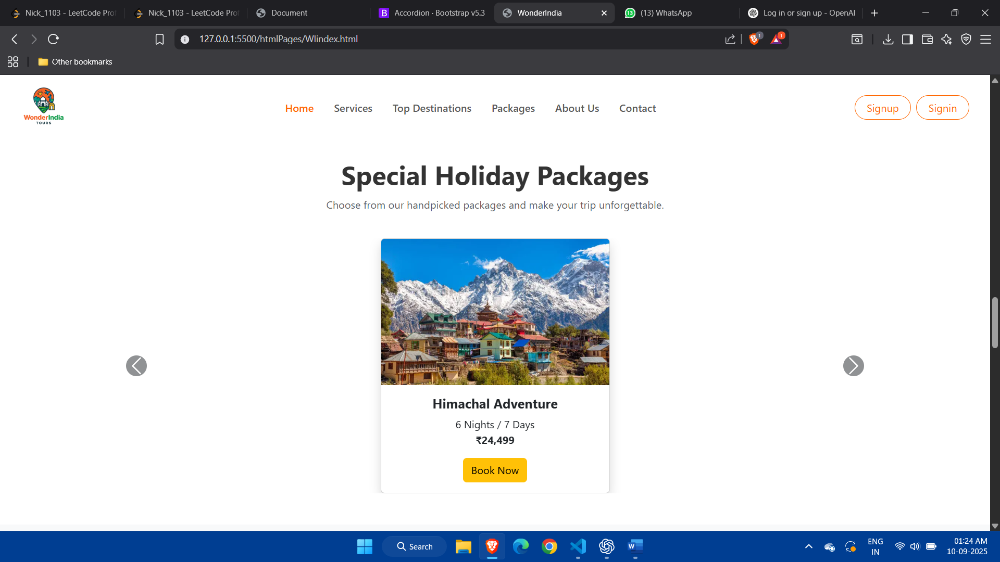 Nick_1103 - LeetCode Prof
Nick_1103 - LeetCode Prof
Document
B
Accordion · Bootstrap v5.3
WonderIndia
13
(13) WhatsApp
Log in or sign up - OpenAI
127.0.0.1:5500/htmlPages/WIindex.html
1
1
Other bookmarks
WonderIndia
TOURS
Home
Services
Top Destinations
Packages
About Us
Contact
Signup
Signin
Special Holiday Packages
Choose from our handpicked packages and make your trip unforgettable.
Himachal Adventure
6 Nights / 7 Days
₹24,499
Book Now
Search
W
ENG
IN
01:24 AM
10-09-2025